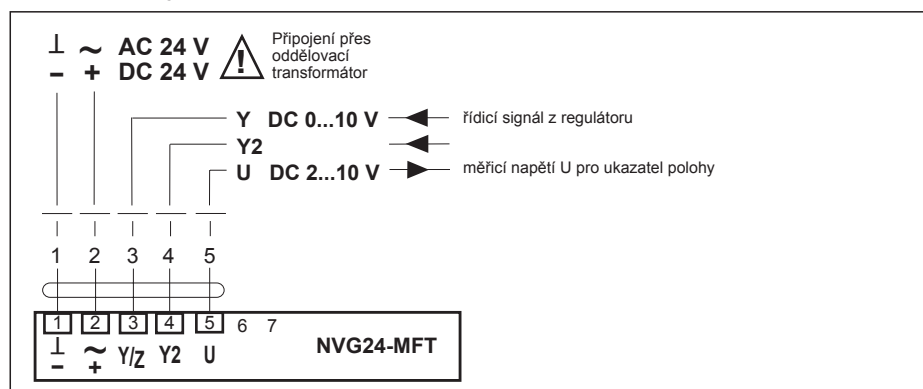 ⊥ ~ AC 24 V
– + DC 24 V
Připojení přes
oddělovací
transformátor
Y DC 0...10 V řídicí signál z regulátoru
Y2
U DC 2...10 V měřicí napětí U pro ukazatel polohy
1 2 3 4 5
1 2 3 4 5 6 7
⊥ ~ Y/Z Y2 U
– +
NVG24-MFT